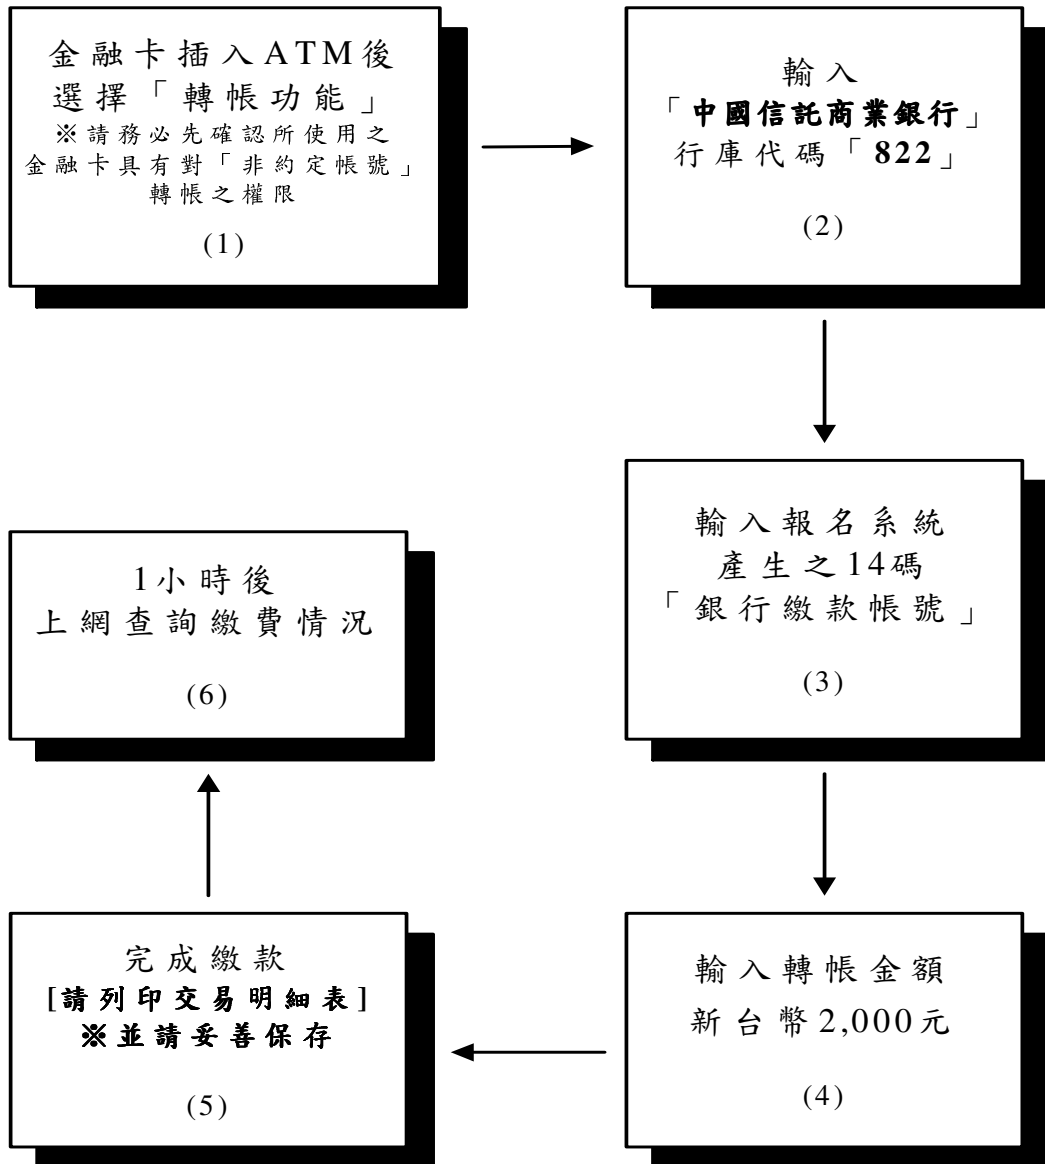 金融卡插入ATM後
選擇「轉帳功能」
※請務必先確認所使用之
金融卡具有對「非約定帳號」
轉帳之權限
(1)
輸入
「中國信託商業銀行」
行庫代碼「822」
(2)
輸入報名系統
產生之14碼
「銀行繳款帳號」
(3)
輸入轉帳金額
新台幣2,000元
(4)
完成繳款
[請列印交易明細表]
※並請妥善保存
(5)
1小時後
上網查詢繳費情況
(6)